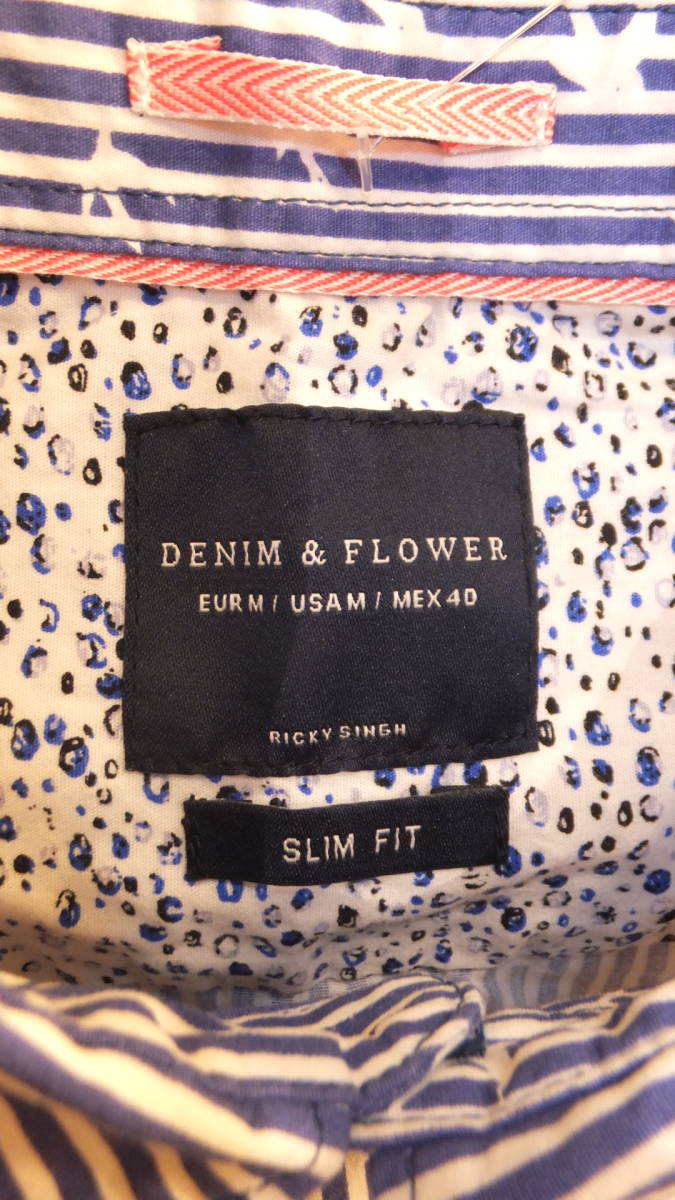 DENIM & FLOWER
EUR M / USA M / MEX 40
RICKY SINGH
SLIM FIT